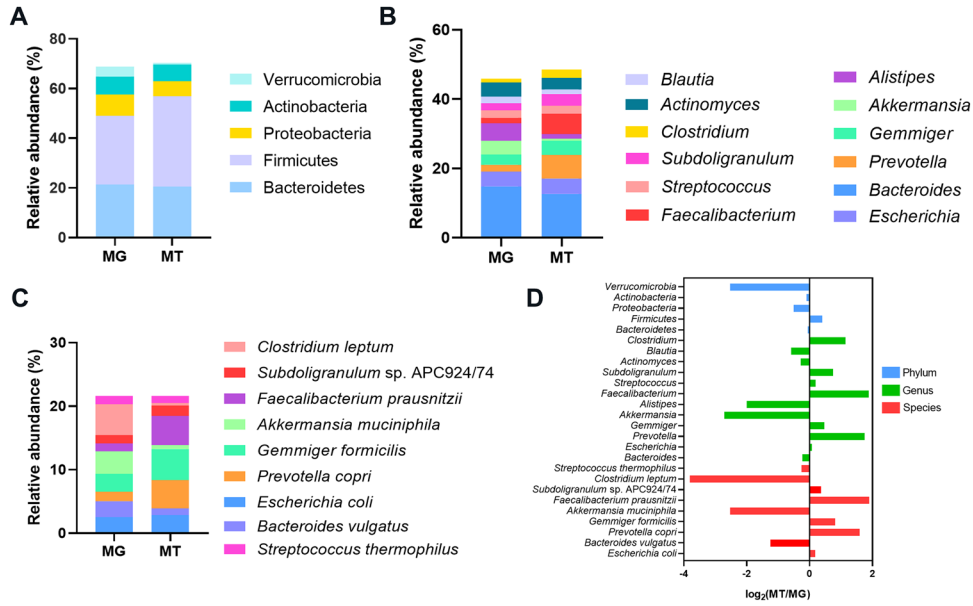 A
Relative abundance (%)
80
60
40
20
0
MG
MT
Verrucomicrobia
Actinobacteria
Proteobacteria
Firmicutes
Bacteroidetes
B
Relative abundance (%)
60
40
20
0
MG
MT
Blautia
Actinomyces
Clostridium
Subdoligranulum
Streptococcus
Faecalibacterium
Alistipes
Akkermansia
Gemmiger
Prevotella
Bacteroides
Escherichia
C
Relative abundance (%)
30
20
10
0
MG
MT
Clostridium leptum
Subdoligranulum sp. APC924/74
Faecalibacterium prausnitzii
Akkermansia muciniphila
Gemmiger formicilis
Prevotella copri
Escherichia coli
Bacteroides vulgatus
Streptococcus thermophilus
D
Verrucomicrobia
Actinobacteria
Proteobacteria
Firmicutes
Bacteroidetes
Clostridium
Blautia
Actinomyces
Subdoligranulum
Streptococcus
Faecalibacterium
Alistipes
Akkermansia
Gemmiger
Prevotella
Escherichia
Bacteroides
Streptococcus thermophilus
Clostridium leptum
Subdoligranulum sp. APC924/74
Faecalibacterium prausnitzii
Akkermansia muciniphila
Gemmiger formicilis
Prevotella copri
Bacteroides vulgatus
Escherichia coli
-4
-2
0
2
log2(MT/MG)
Phylum
Genus
Species